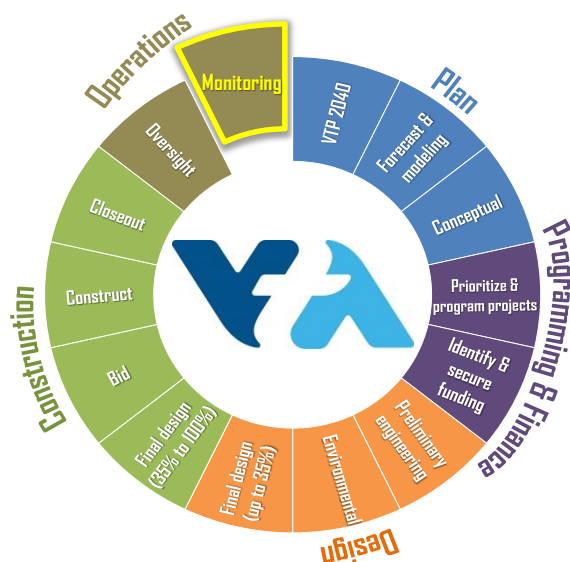 Plan
VTP 2040
Forecast &
modeling
Conceptual
Programming & Finance
Prioritize &
program projects
Identify &
secure
funding
Design
Preliminary
engineering
Environmental
Final design
(up to 35%)
Construction
Final design
(35% to 100%)
Bid
Construct
Closeout
Operations
Oversight
Monitoring
VTA